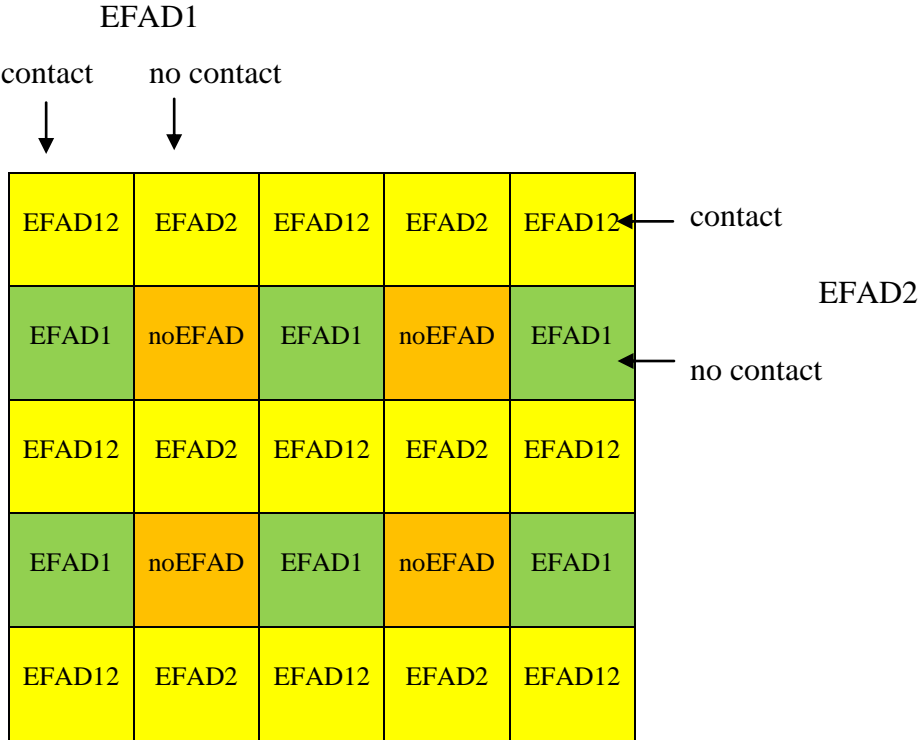 EFAD1
contact no contact
EFAD12 EFAD2 EFAD12 EFAD2 EFAD12 contact
EFAD2
EFAD1 noEFAD EFAD1 noEFAD EFAD1
no contact
EFAD12 EFAD2 EFAD12 EFAD2 EFAD12
EFAD1 noEFAD EFAD1 noEFAD EFAD1
EFAD12 EFAD2 EFAD12 EFAD2 EFAD12